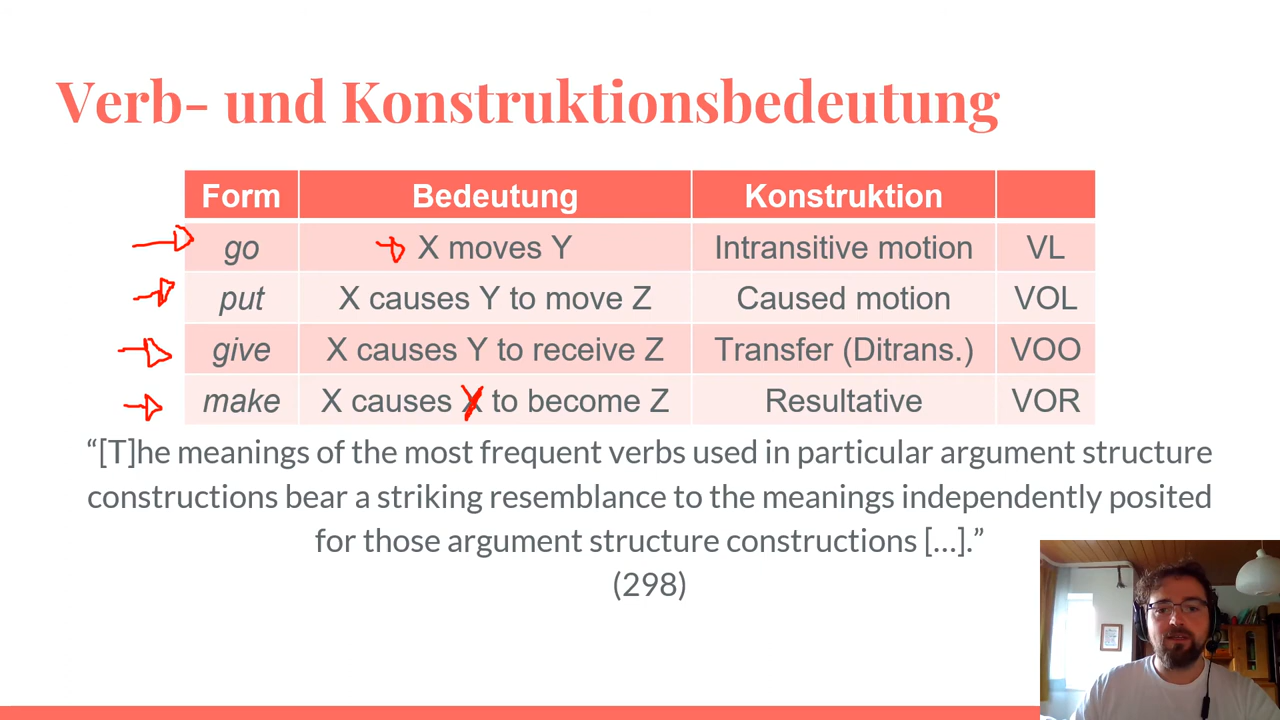 Verb- und Konstruktionsbedeutung
Form Bedeutung Konstruktion
go X moves Y Intransitive motion VL
put X causes Y to move Z Caused motion VOL
give X causes Y to receive Z Transfer (Ditrans.) VOO
make X causes Y to become Z Resultative VOR
“[T]he meanings of the most frequent verbs used in particular argument structure
constructions bear a striking resemblance to the meanings independently posited
for those argument structure constructions [...].”
(298)